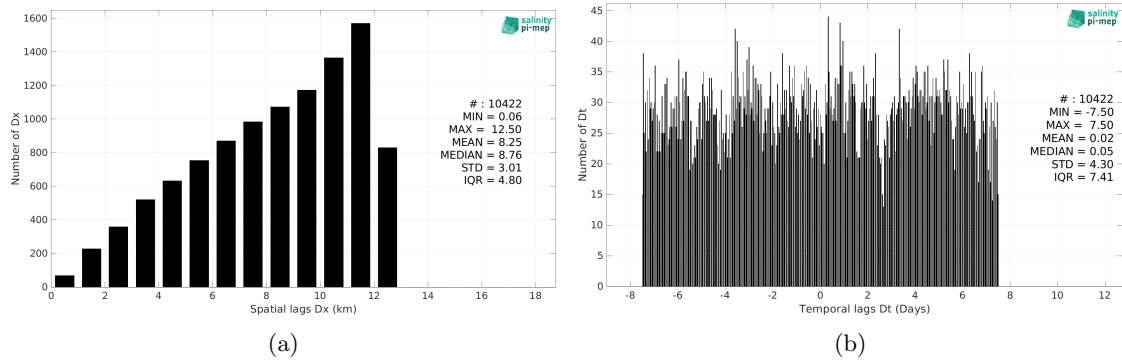 1600
1400
1200
1000
800
600
400
200
0
Number of Dx
salinity
pi-mep
# : 10422
MIN = 0.06
MAX = 12.50
MEAN = 8.25
MEDIAN = 8.76
STD = 3.01
IQR = 4.80
0 2 4 6 8 10 12 14 16 18
Spatial lags Dx (km)
(a)
45
40
35
30
25
20
15
10
5
0
Number of Dt
salinity
pi-mep
# : 10422
MIN = -7.50
MAX = 7.50
MEAN = 0.02
MEDIAN = 0.05
STD = 4.30
IQR = 7.41
-8 -6 -4 -2 0 2 4 6 8 10 12
Temporal lags Dt (Days)
(b)